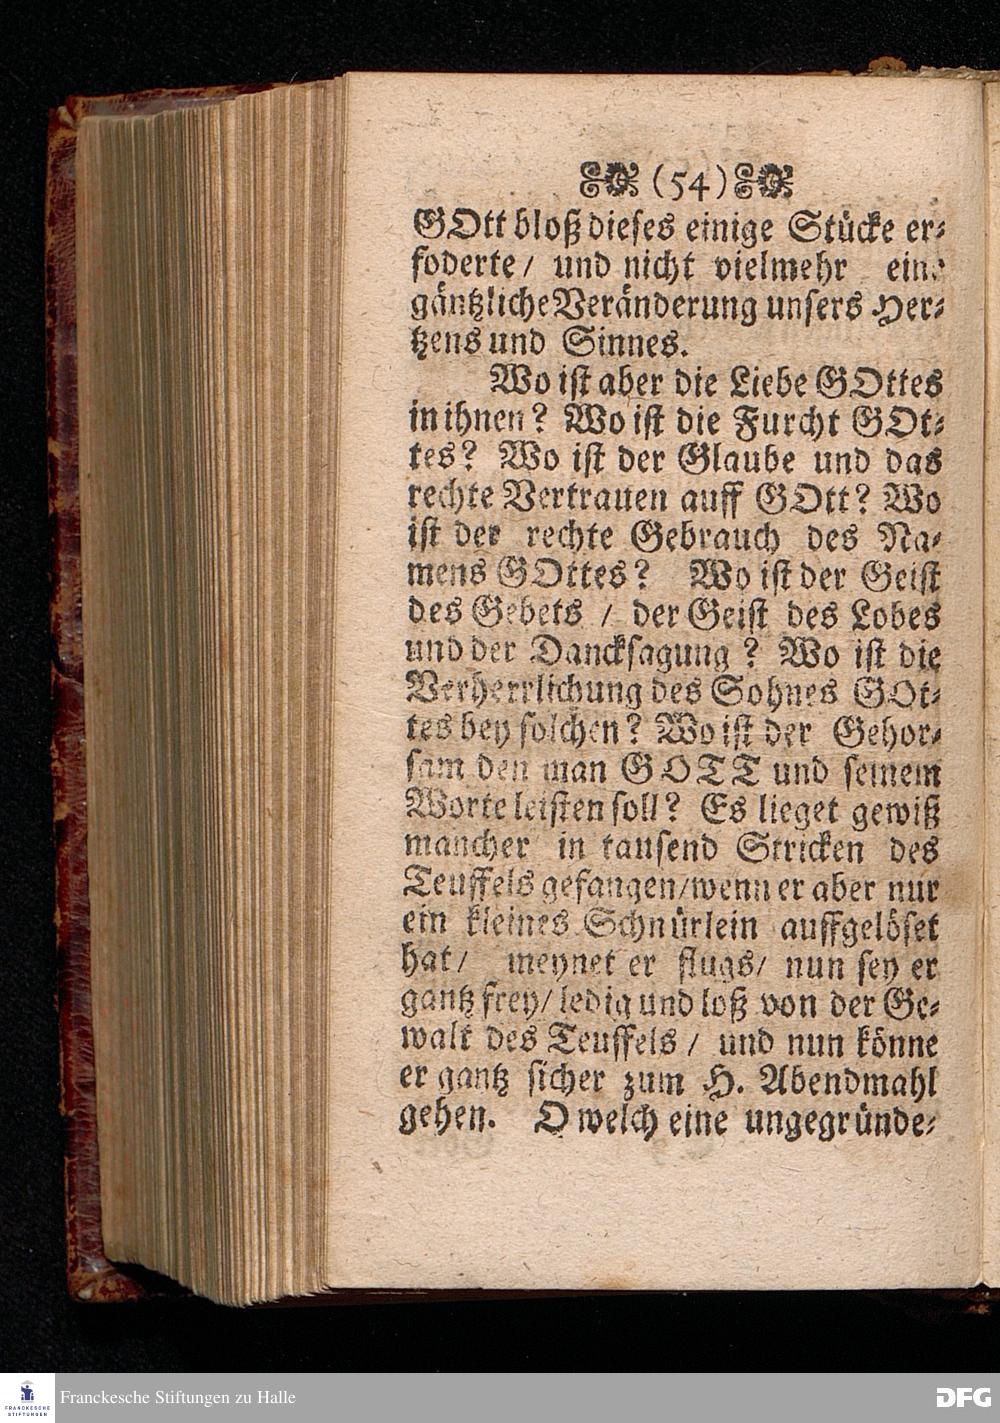 (54)
GOtt bloß dieses einige Stücke er⸗
foderte/ und nicht vielmehr eine
gäntzliche Veränderung unsers Her⸗
tzens und Sinnes.
Wo ist aber die Liebe GOttes
in ihnen? Wo ist die Furcht GOt⸗
tes? Wo ist der Glaube und das
rechte Vertrauen auff GOtt? Wo
ist der rechte Gebrauch des Na⸗
mens GOttes? Wo ist der Geist
des Gebets / der Geist des Lobes
und der Dancksagung? Wo ist die
Verherrlichung des Sohnes GOt⸗
tes bey solchen? Wo ist der Gehor⸗
sam den man GOTT und seinem
Worte leisten soll? Es lieget gewiß
mancher in tausend Stricken des
Teuffels gefangen/wenn er aber nur
ein kleines Schnürlein auffgelöset
hat/ meynet er flugs/ nun sey er
gantz frey/ ledig und loß von der Ge⸗
walt des Teuffels/ und nun könne
er gantz sicher zum H. Abendmahl
gehen. O welch eine ungegründe⸗
FRANCKESCHE
STIFTUNGEN
Franckesche Stiftungen zu Halle
DFG